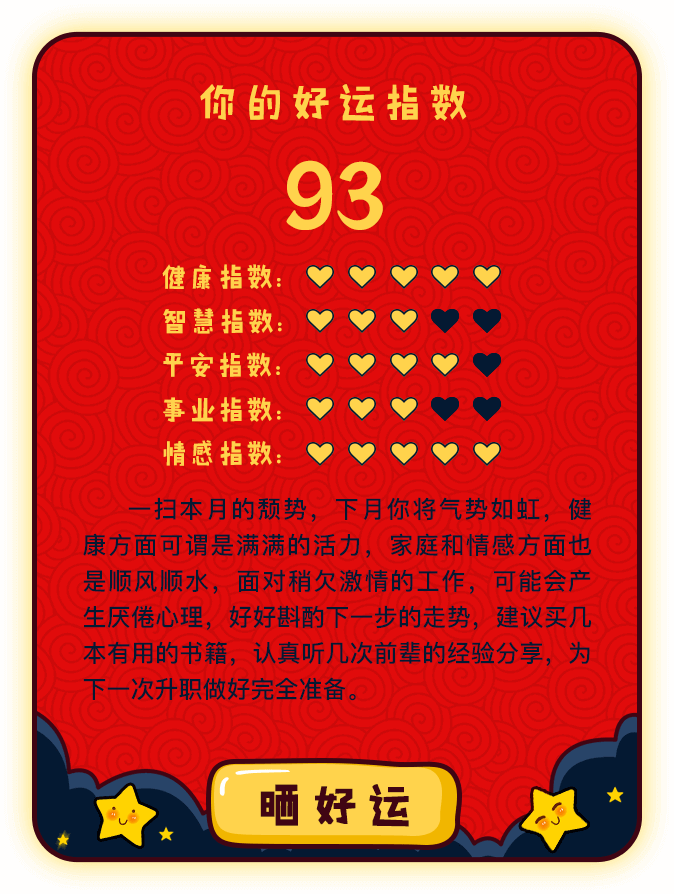 你的好运指数
93
健康指数：
智慧指数：
平安指数：
事业指数：
情感指数：
一扫本月的颓势，下月你将气势如虹，健
康方面可谓是满满的活力，家庭和情感方面也
是顺风顺水，面对稍欠激情的工作，可能会产
生厌倦心理，好好斟酌下一步的走势，建议买几
本有用的书籍，认真听几次前辈的经验分享，为
下一次升职做好完全准备。
晒好运